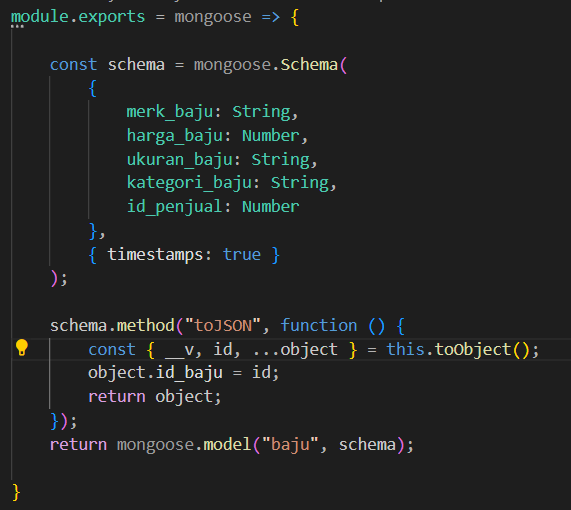 module.exports = mongoose => {
const schema = mongoose.Schema(
{
merk_baju: String,
harga_baju: Number,
ukuran_baju: String,
kategori_baju: String,
id_penjual: Number
},
{ timestamps: true }
);
schema.method("toJSON", function () {
const { __v, id, ...object } = this.toObject();
object.id_baju = id;
return object;
});
return mongoose.model("baju", schema);
}